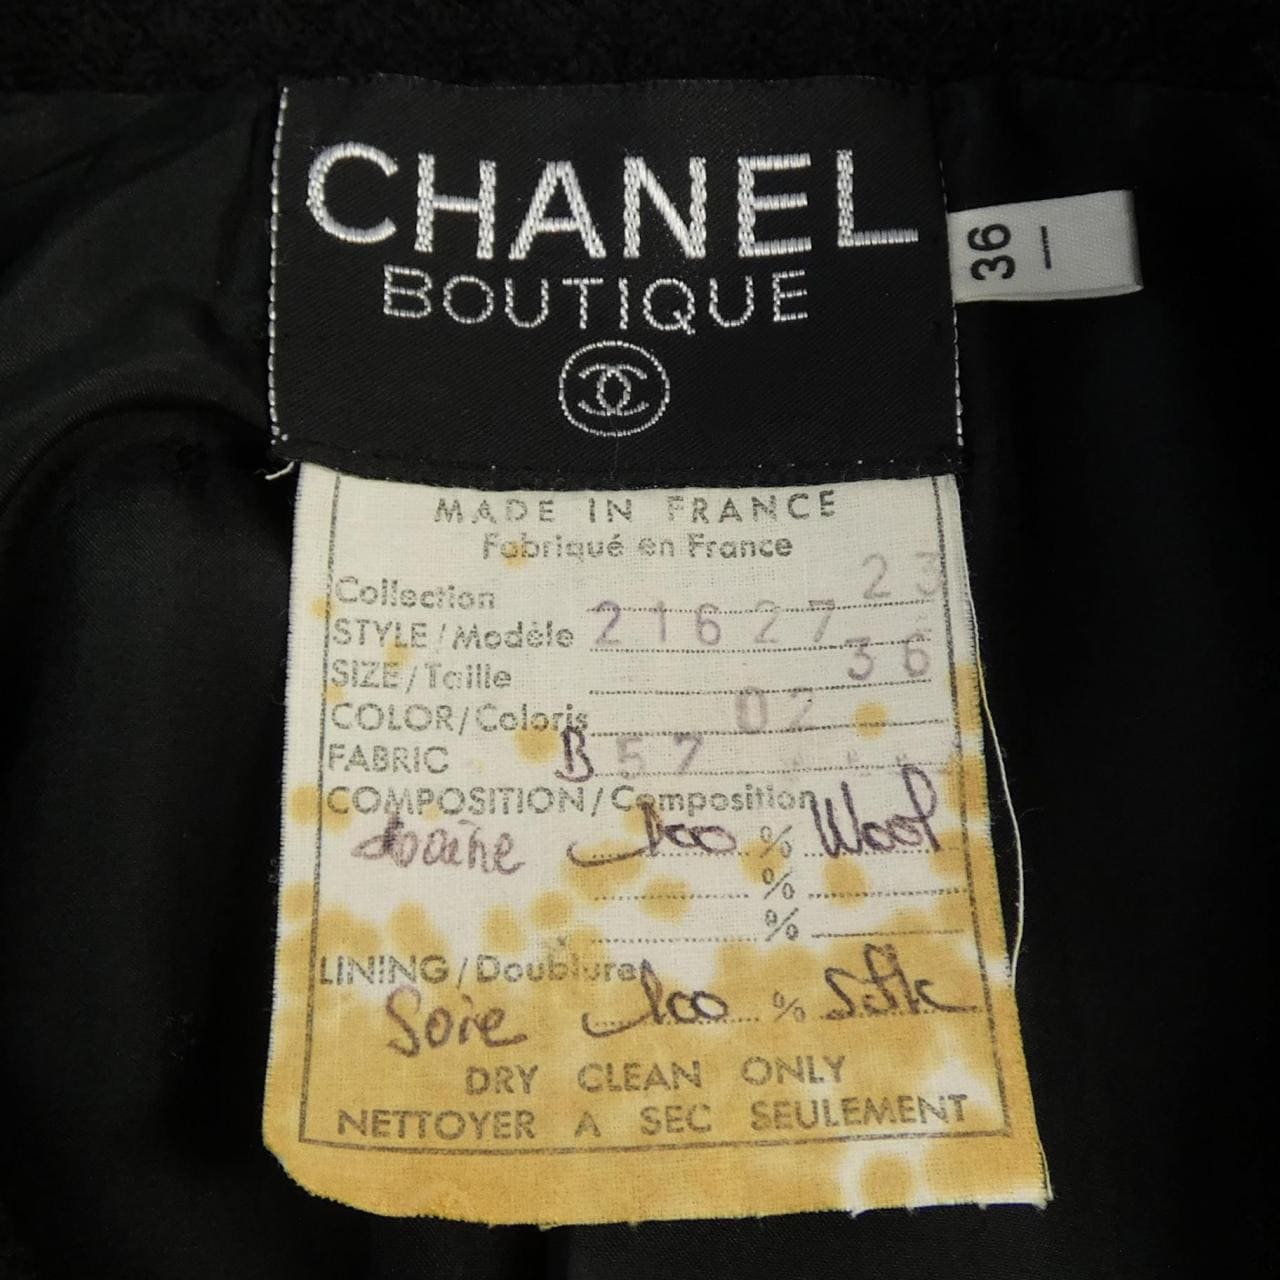 CHANEL
BOUTIQUE
36
I
MADE IN FRANCE
Fabriqué en France
Collection 23
STYLE/Modèle 21627
SIZE/Taille 36
COLOR/Coloris 02
FABRIC B 57
COMPOSITION/Composition
Laine 100 % Wool
%
%
LINING/Doublure
Soie 100 % Silk
DRY CLEAN ONLY
NETTOYER A SEC SEULEMENT